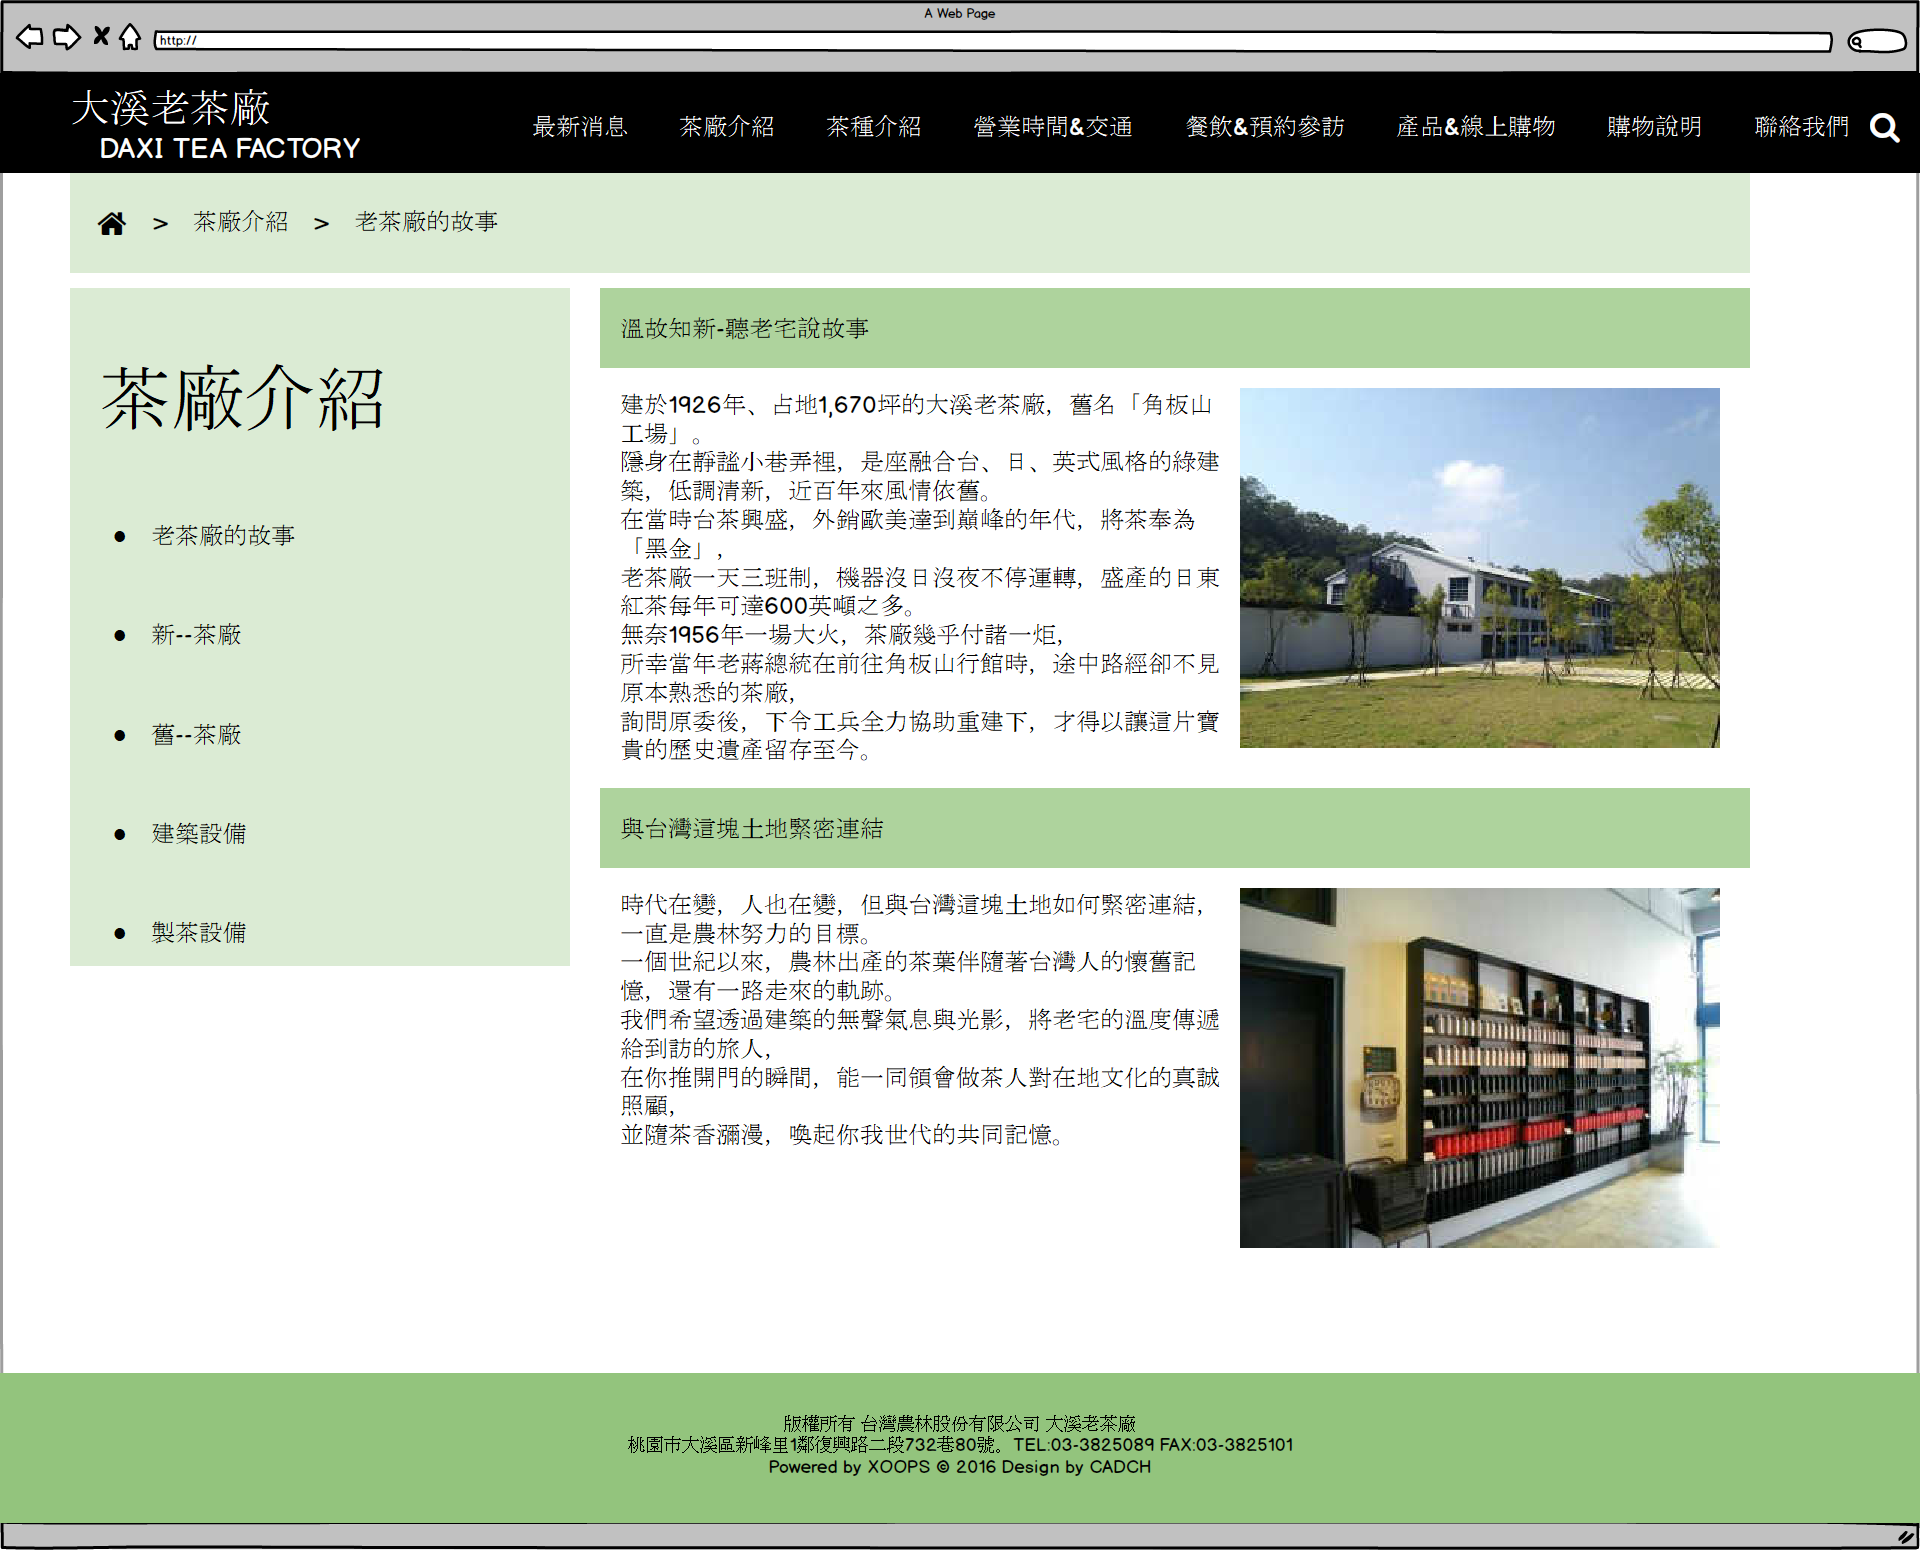 A Web Page
http://
大溪老茶廠
DAXI TEA FACTORY
最新消息 茶廠介紹 茶種介紹 營業時間&交通 餐飲&預約參訪 產品&線上購物 購物說明 聯絡我們
> 茶廠介紹 > 老茶廠的故事
茶廠介紹
● 老茶廠的故事
● 新--茶廠
● 舊--茶廠
● 建築設備
● 製茶設備
溫故知新-聽老宅說故事
建於1926年、占地1,670坪的大溪老茶廠，舊名「角板山
工場」。
隱身在靜謐小巷弄裡，是座融合台、日、英式風格的綠建
築，低調清新，近百年來風情依舊。
在當時台茶興盛，外銷歐美達到巔峰的年代，將茶奉為
「黑金」，
老茶廠一天三班制，機器沒日沒夜不停運轉，盛產的日東
紅茶每年可達600英噸之多。
無奈1956年一場大火，茶廠幾乎付諸一炬，
所幸當年老蔣總統在前往角板山行館時，途中路經卻不見
原本熟悉的茶廠，
詢問原委後，下令工兵全力協助重建下，才得以讓這片寶
貴的歷史遺產留存至今。
與台灣這塊土地緊密連結
時代在變，人也在變，但與台灣這塊土地如何緊密連結，
一直是農林努力的目標。
一個世紀以來，農林出產的茶葉伴隨著台灣人的懷舊記
憶，還有一路走來的軌跡。
我們希望透過建築的無聲氣息與光影，將老宅的溫度傳遞
給到訪的旅人，
在你推開門的瞬間，能一同領會做茶人對在地文化的真誠
照顧，
並隨茶香瀰漫，喚起你我世代的共同記憶。
版權所有 台灣農林股份有限公司 大溪老茶廠
桃園市大溪區新峰里1鄰復興路二段732巷80號。TEL:03-3825089 FAX:03-3825101
Powered by XOOPS © 2016 Design by CADCH